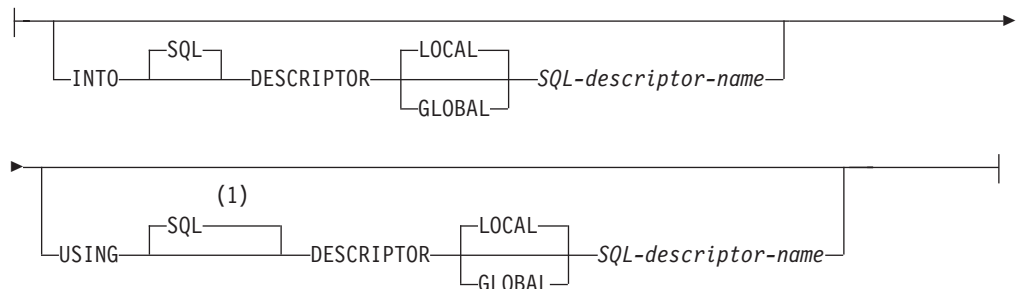 SQL LOCAL
INTO DESCRIPTOR SQL-descriptor-name
GLOBAL
(1)
SQL LOCAL
USING DESCRIPTOR SQL-descriptor-name
GLOBAL